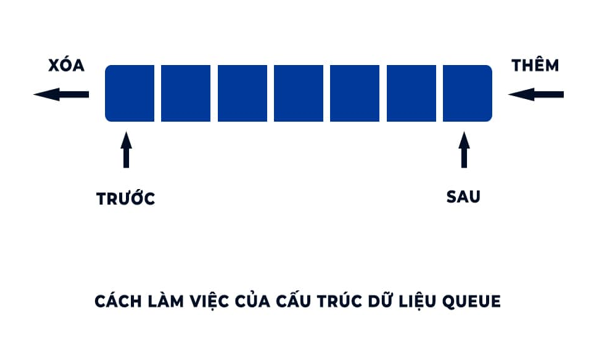 XÓA
THÊM
TRƯỚC
SAU
CÁCH LÀM VIỆC CỦA CẤU TRÚC DỮ LIỆU QUEUE